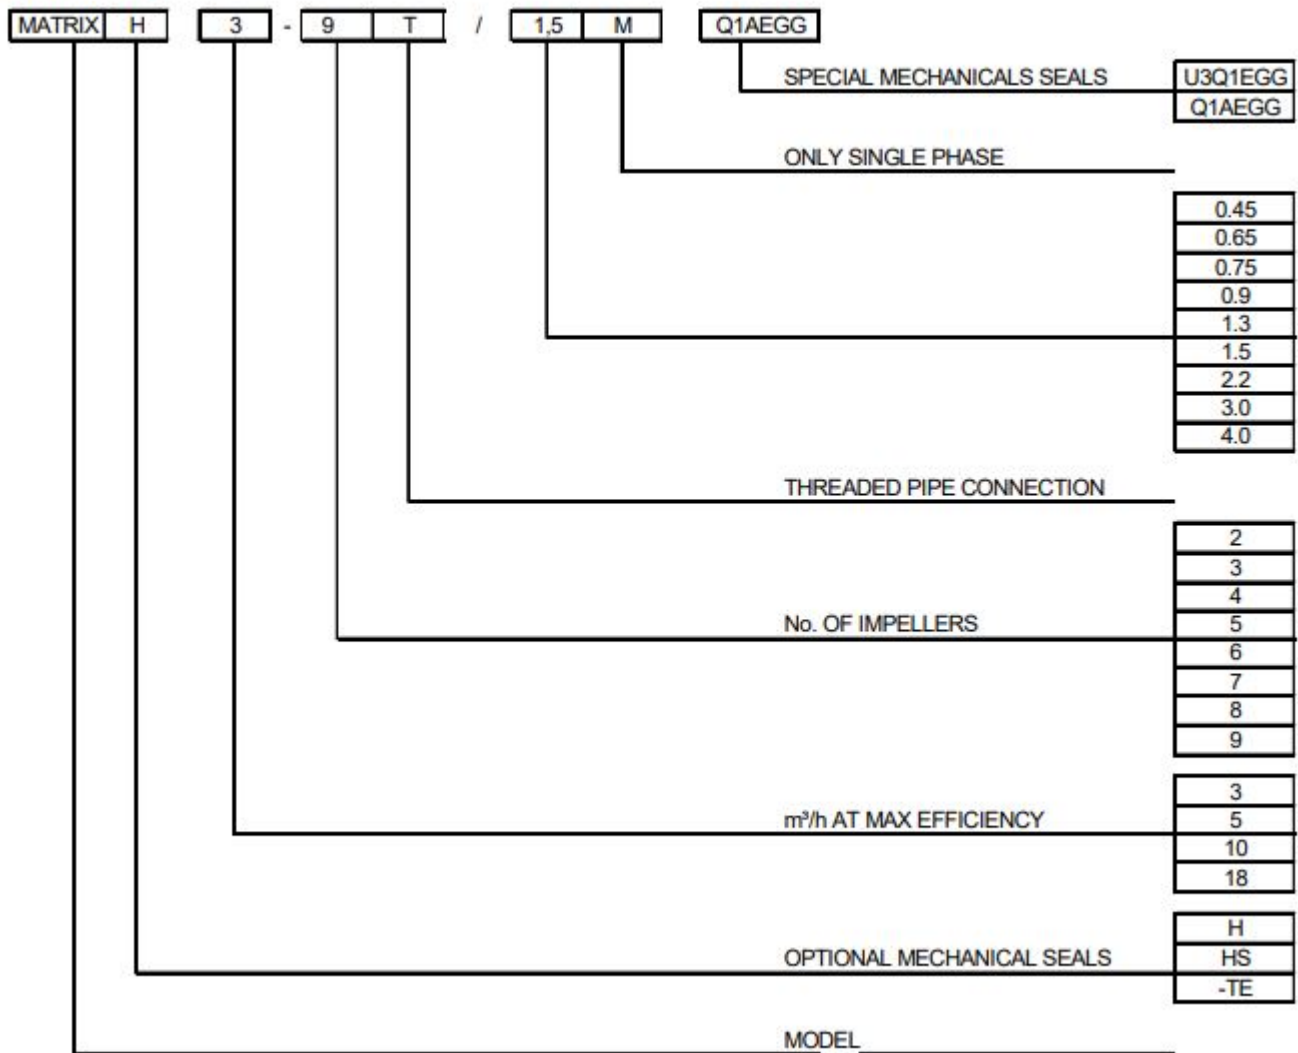 MATRIX H 3 - 9 T / 1,5 M Q1AEGG
SPECIAL MECHANICALS SEALS U3Q1EGG
Q1AEGG
ONLY SINGLE PHASE
0.45
0.65
0.75
0.9
1.3
1.5
2.2
3.0
4.0
THREADED PIPE CONNECTION
2
3
4
No. OF IMPELLERS 5
6
7
8
9
3
m³/h AT MAX EFFICIENCY 5
10
18
H
OPTIONAL MECHANICAL SEALS HS
-TE
MODEL